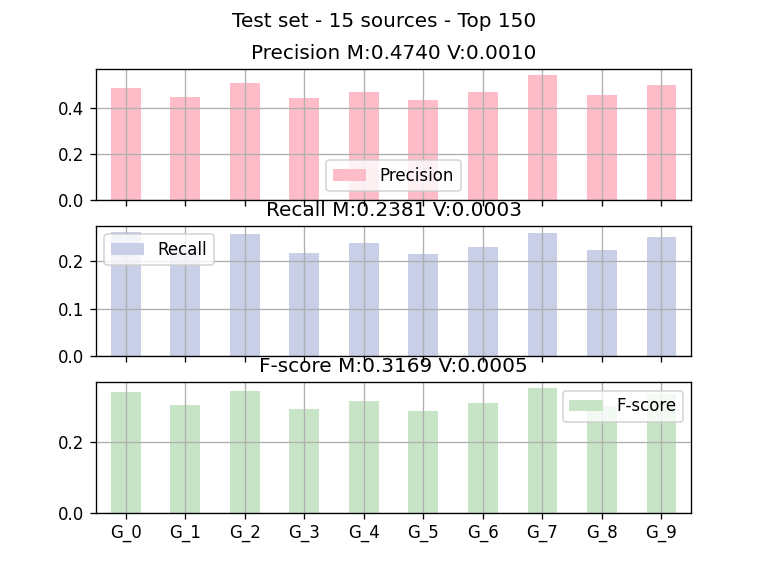 Test set - 15 sources - Top 150
Precision M:0.4740 V:0.0010
0.4
0.2
0.0
Precision
Recall M:0.2381 V:0.0003
0.2
0.1
0.0
Recall
F-score M:0.3169 V:0.0005
0.2
0.0
F-score
G_0 G_1 G_2 G_3 G_4 G_5 G_6 G_7 G_8 G_9